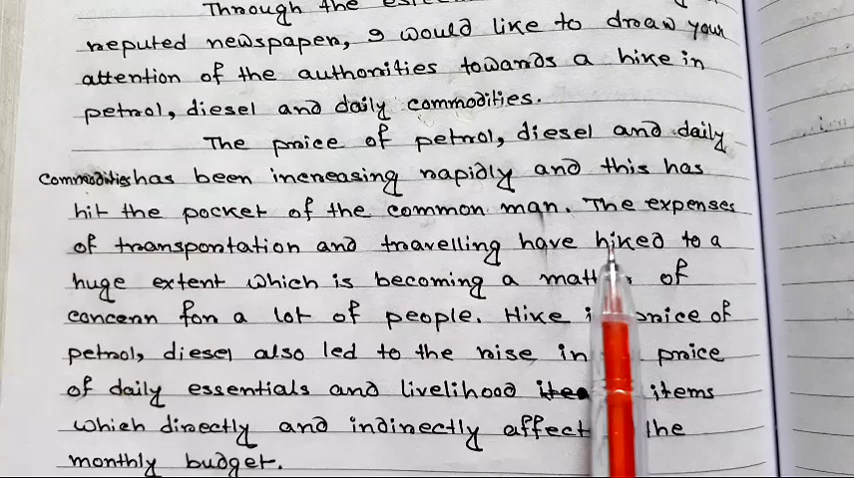 Through the
reputed newspaper, I would like to draw your
attention of the authorities towards a hike in
petrol, diesel and daily commodities.
The price of petrol, diesel and daily
commodities has been increasing rapidly and this has
hit the pocket of the common man. The expenses
of transportation and travelling have hiked to a
huge extent which is becoming a of
concern for a lot of people. Hike price of
petrol, diesel also led to the rise in price
of daily essentials and livelihood items
which directly and indirectly affect the
monthly budget.